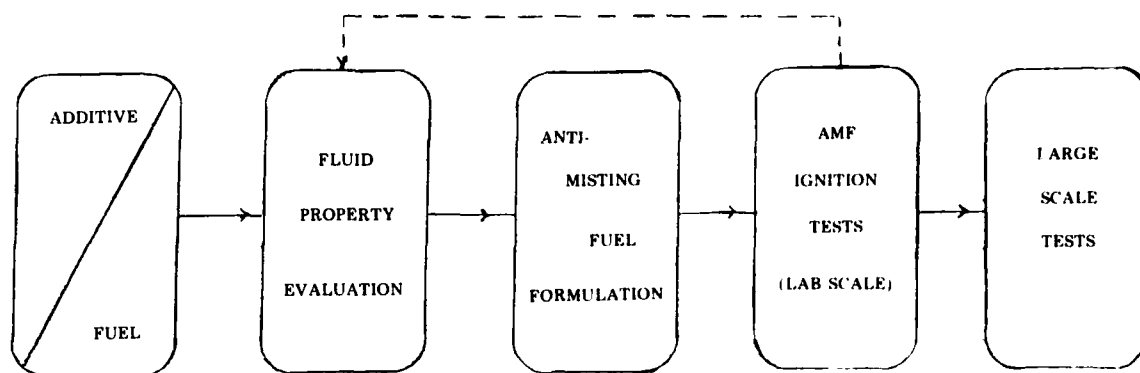 ADDITIVE
FUEL
FLUID
PROPERTY
EVALUATION
ANTI-
MISTING
FUEL
FORMULATION
AMF
IGNITION
TESTS
(LAB SCALE)
LARGE
SCALE
TESTS